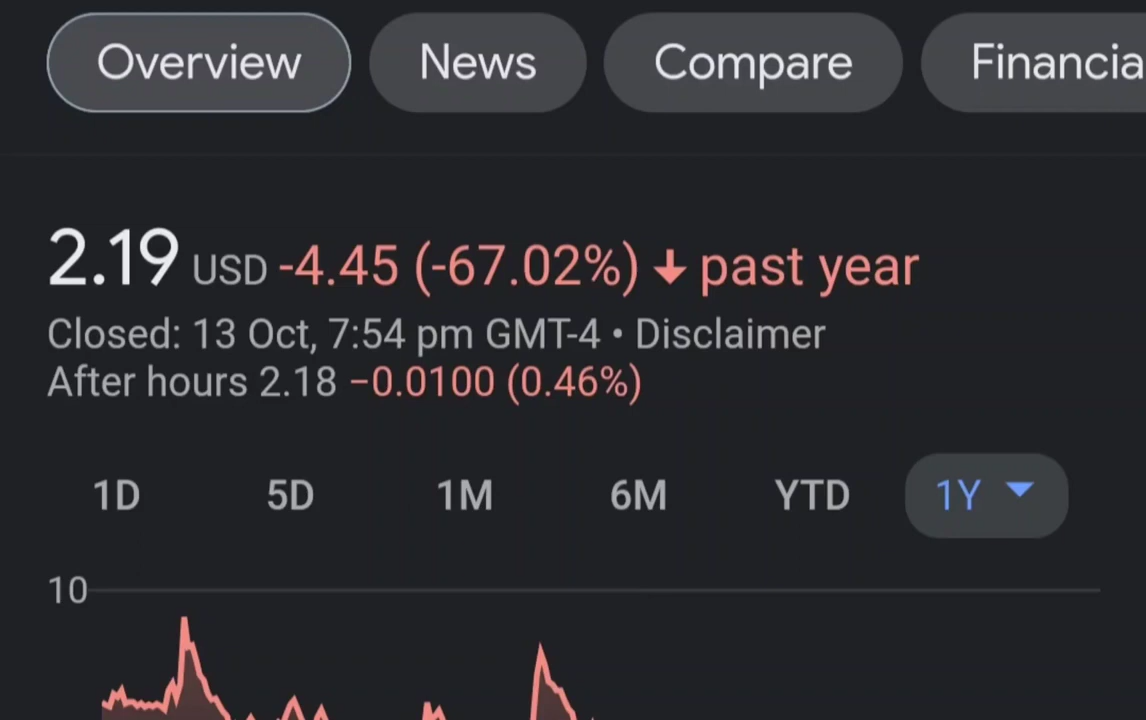 Overview News Compare Financia
2.19 USD -4.45 (-67.02%) ↓ past year
Closed: 13 Oct, 7:54 pm GMT-4 • Disclaimer
After hours 2.18 −0.0100 (0.46%)
1D 5D 1M 6M YTD 1Y
10